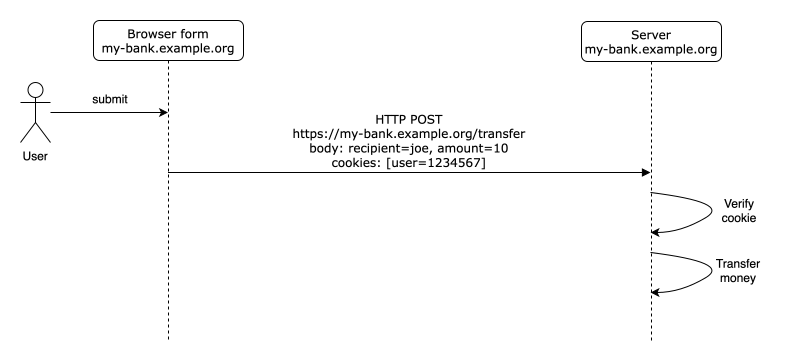 Browser form
my-bank.example.org
Server
my-bank.example.org
submit
User
HTTP POST
https://my-bank.example.org/transfer
body: recipient=joe, amount=10
cookies: [user=1234567]
Verify
cookie
Transfer
money